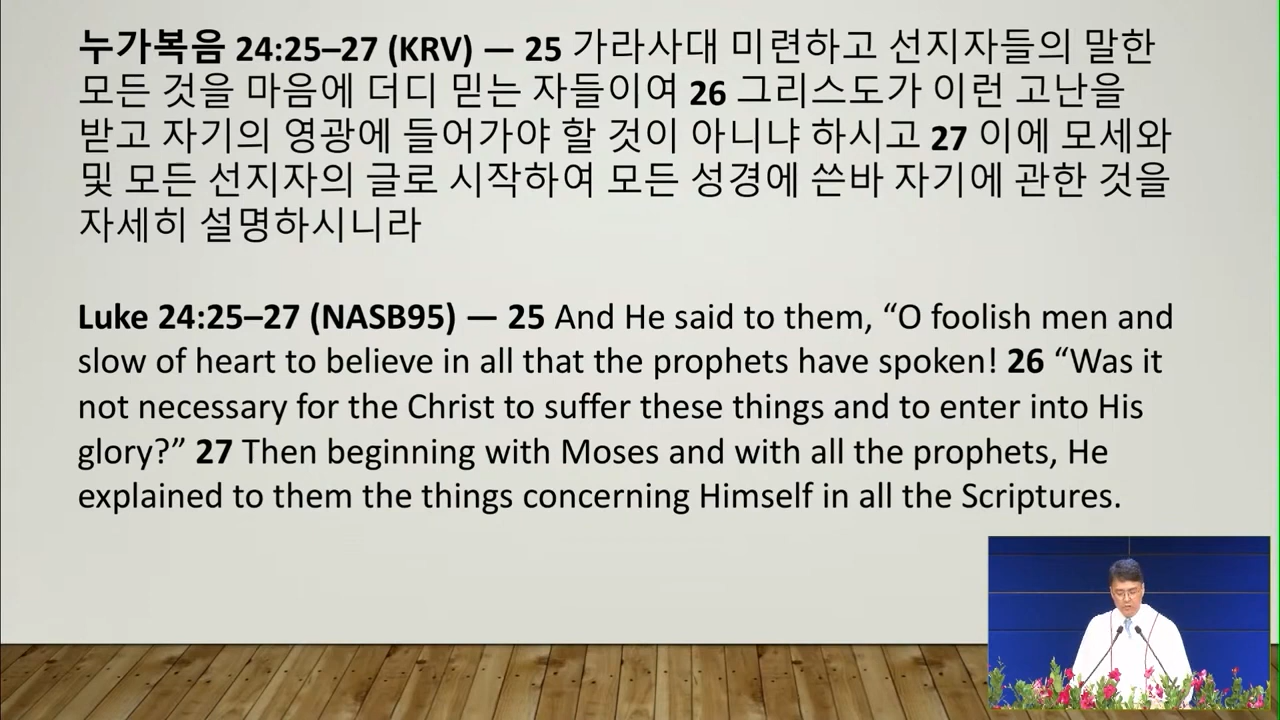 누가복음 24:25–27 (KRV) — 25 가라사대 미련하고 선지자들의 말한
모든 것을 마음에 더디 믿는 자들이여 26 그리스도가 이런 고난을
받고 자기의 영광에 들어가야 할 것이 아니냐 하시고 27 이에 모세와
및 모든 선지자의 글로 시작하여 모든 성경에 쓴바 자기에 관한 것을
자세히 설명하시니라
Luke 24:25–27 (NASB95) — 25 And He said to them, “O foolish men and
slow of heart to believe in all that the prophets have spoken! 26 “Was it
not necessary for the Christ to suffer these things and to enter into His
glory?” 27 Then beginning with Moses and with all the prophets, He
explained to them the things concerning Himself in all the Scriptures.